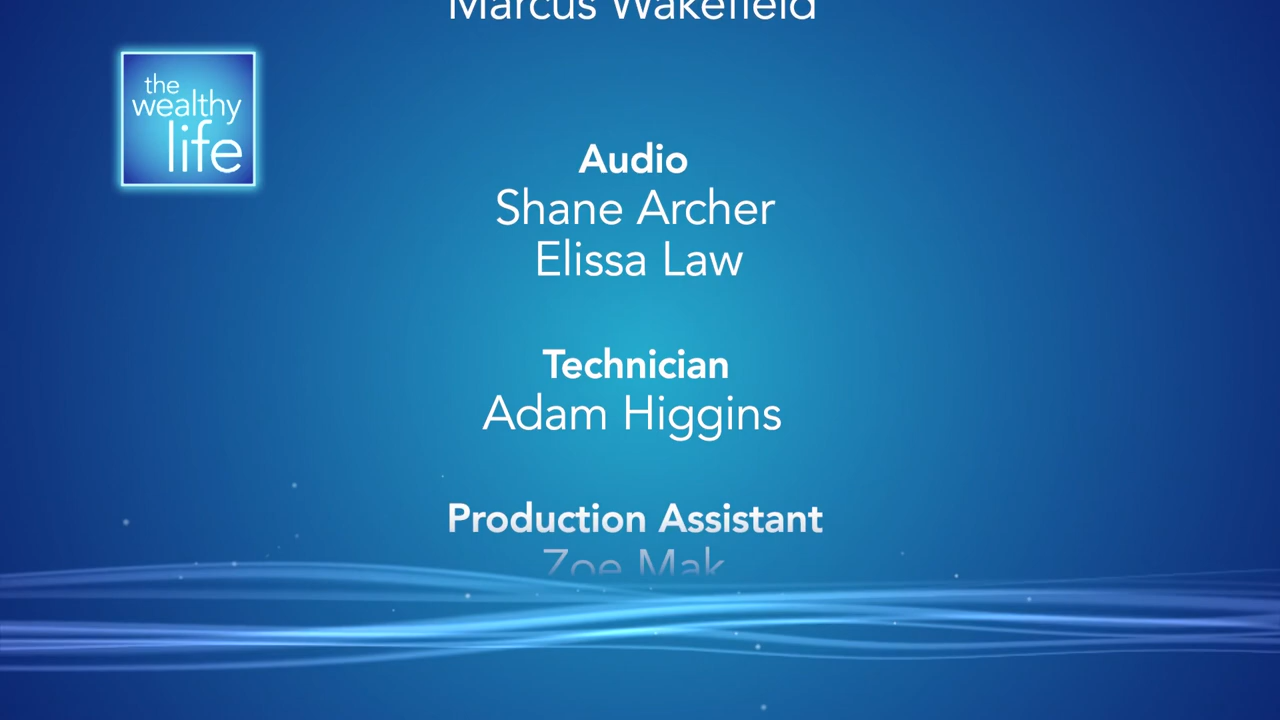 Marcus Wakefield
the
wealthy
life
Audio
Shane Archer
Elissa Law
Technician
Adam Higgins
Production Assistant
Zoe Mak